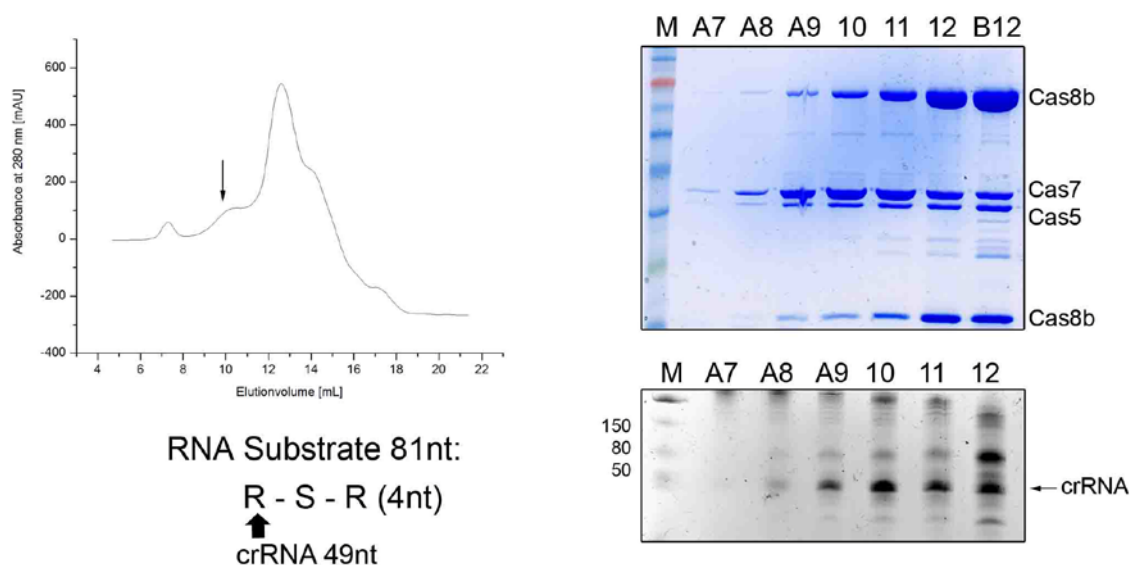 Absorbance at 280 nm [mAU]
600
400
200
0
-200
-400
4 6 8 10 12 14 16 18 20 22
Elutionvolume [mL]
RNA Substrate 81nt:
R - S - R (4nt)
crRNA 49nt
M A7 A8 A9 10 11 12 B12
Cas8b
Cas7
Cas5
Cas8b
M A7 A8 A9 10 11 12
150
80
50
crRNA